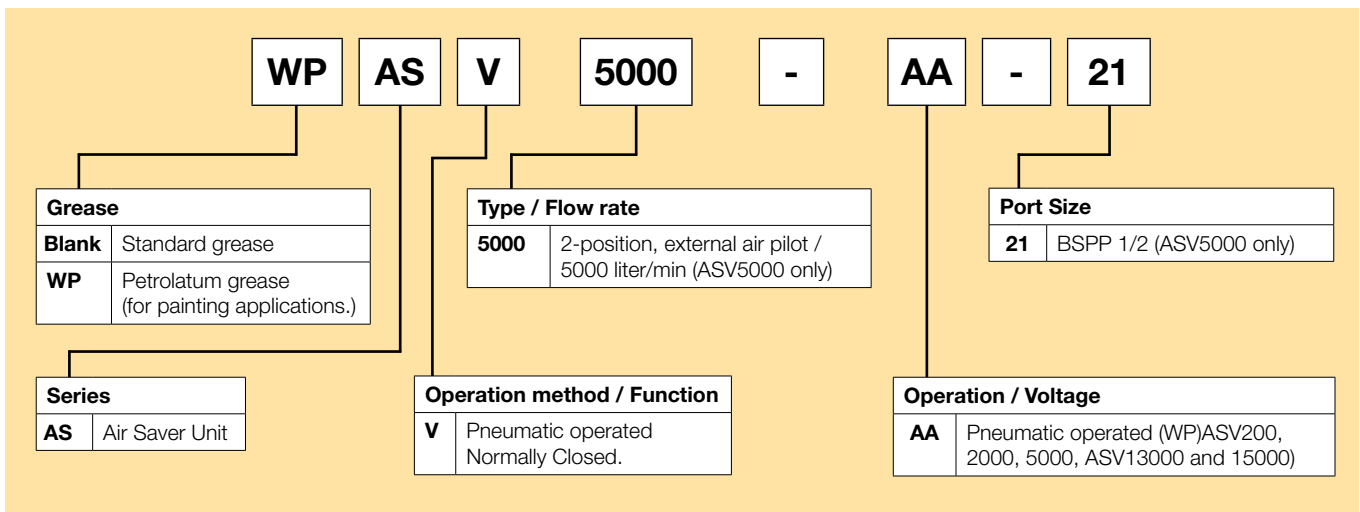 WP AS V 5000 - AA - 21
Grease
Blank Standard grease
WP Petrolatum grease
(for painting applications.)
Type / Flow rate
5000 2-position, external air pilot /
5000 liter/min (ASV5000 only)
Port Size
21 BSPP 1/2 (ASV5000 only)
Series
AS Air Saver Unit
Operation method / Function
V Pneumatic operated
Normally Closed.
Operation / Voltage
AA Pneumatic operated (WP)ASV200,
2000, 5000, ASV13000 and 15000)